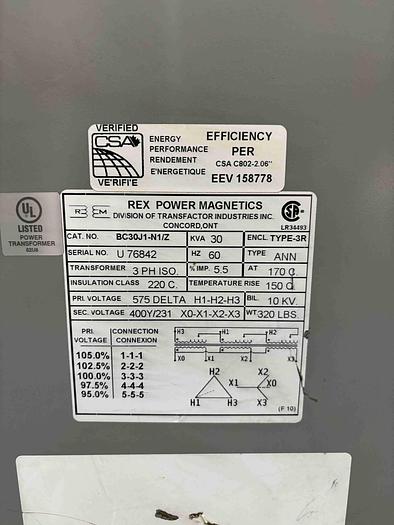 VERIFIED
CSA
VERIFIE
ENERGY
PERFORMANCE
RENDEMENT
E'NERGETIQUE
EFFICIENCY
PER
CSA C802-2.06"
EEV 158778
UL
LISTED
POWER
TRANSFORMER
REX POWER MAGNETICS
DIVISION OF TRANSFACTOR INDUSTRIES INC.
CONCORD,ONT
LR34493
CAT. NO. BC30J1-N1/Z KVA 30 ENCL. TYPE-3R
SERIAL NO. U 76842 HZ 60 TYPE ANN
TRANSFORMER 3 PH ISO. % IMP. 5.5 AT 170 C.
INSULATION CLASS 220 C. TEMPERATURE RISE 150 C.
PRI VOLTAGE 575 DELTA H1-H2-H3 BIL. 10 KV.
SEC. VOLTAGE 400Y/231 X0-X1-X2-X3 WT 320 LBS.
PRI. CONNECTION
VOLTAGE CONNEXION
105.0% 1-1-1
102.5% 2-2-2
100.0% 3-3-3
97.5% 4-4-4
95.0% 5-5-5
H3 H1 H2
X0 X1 X2 X3
H2 X2
X1 X0
H1 H3 X3
(F 10)